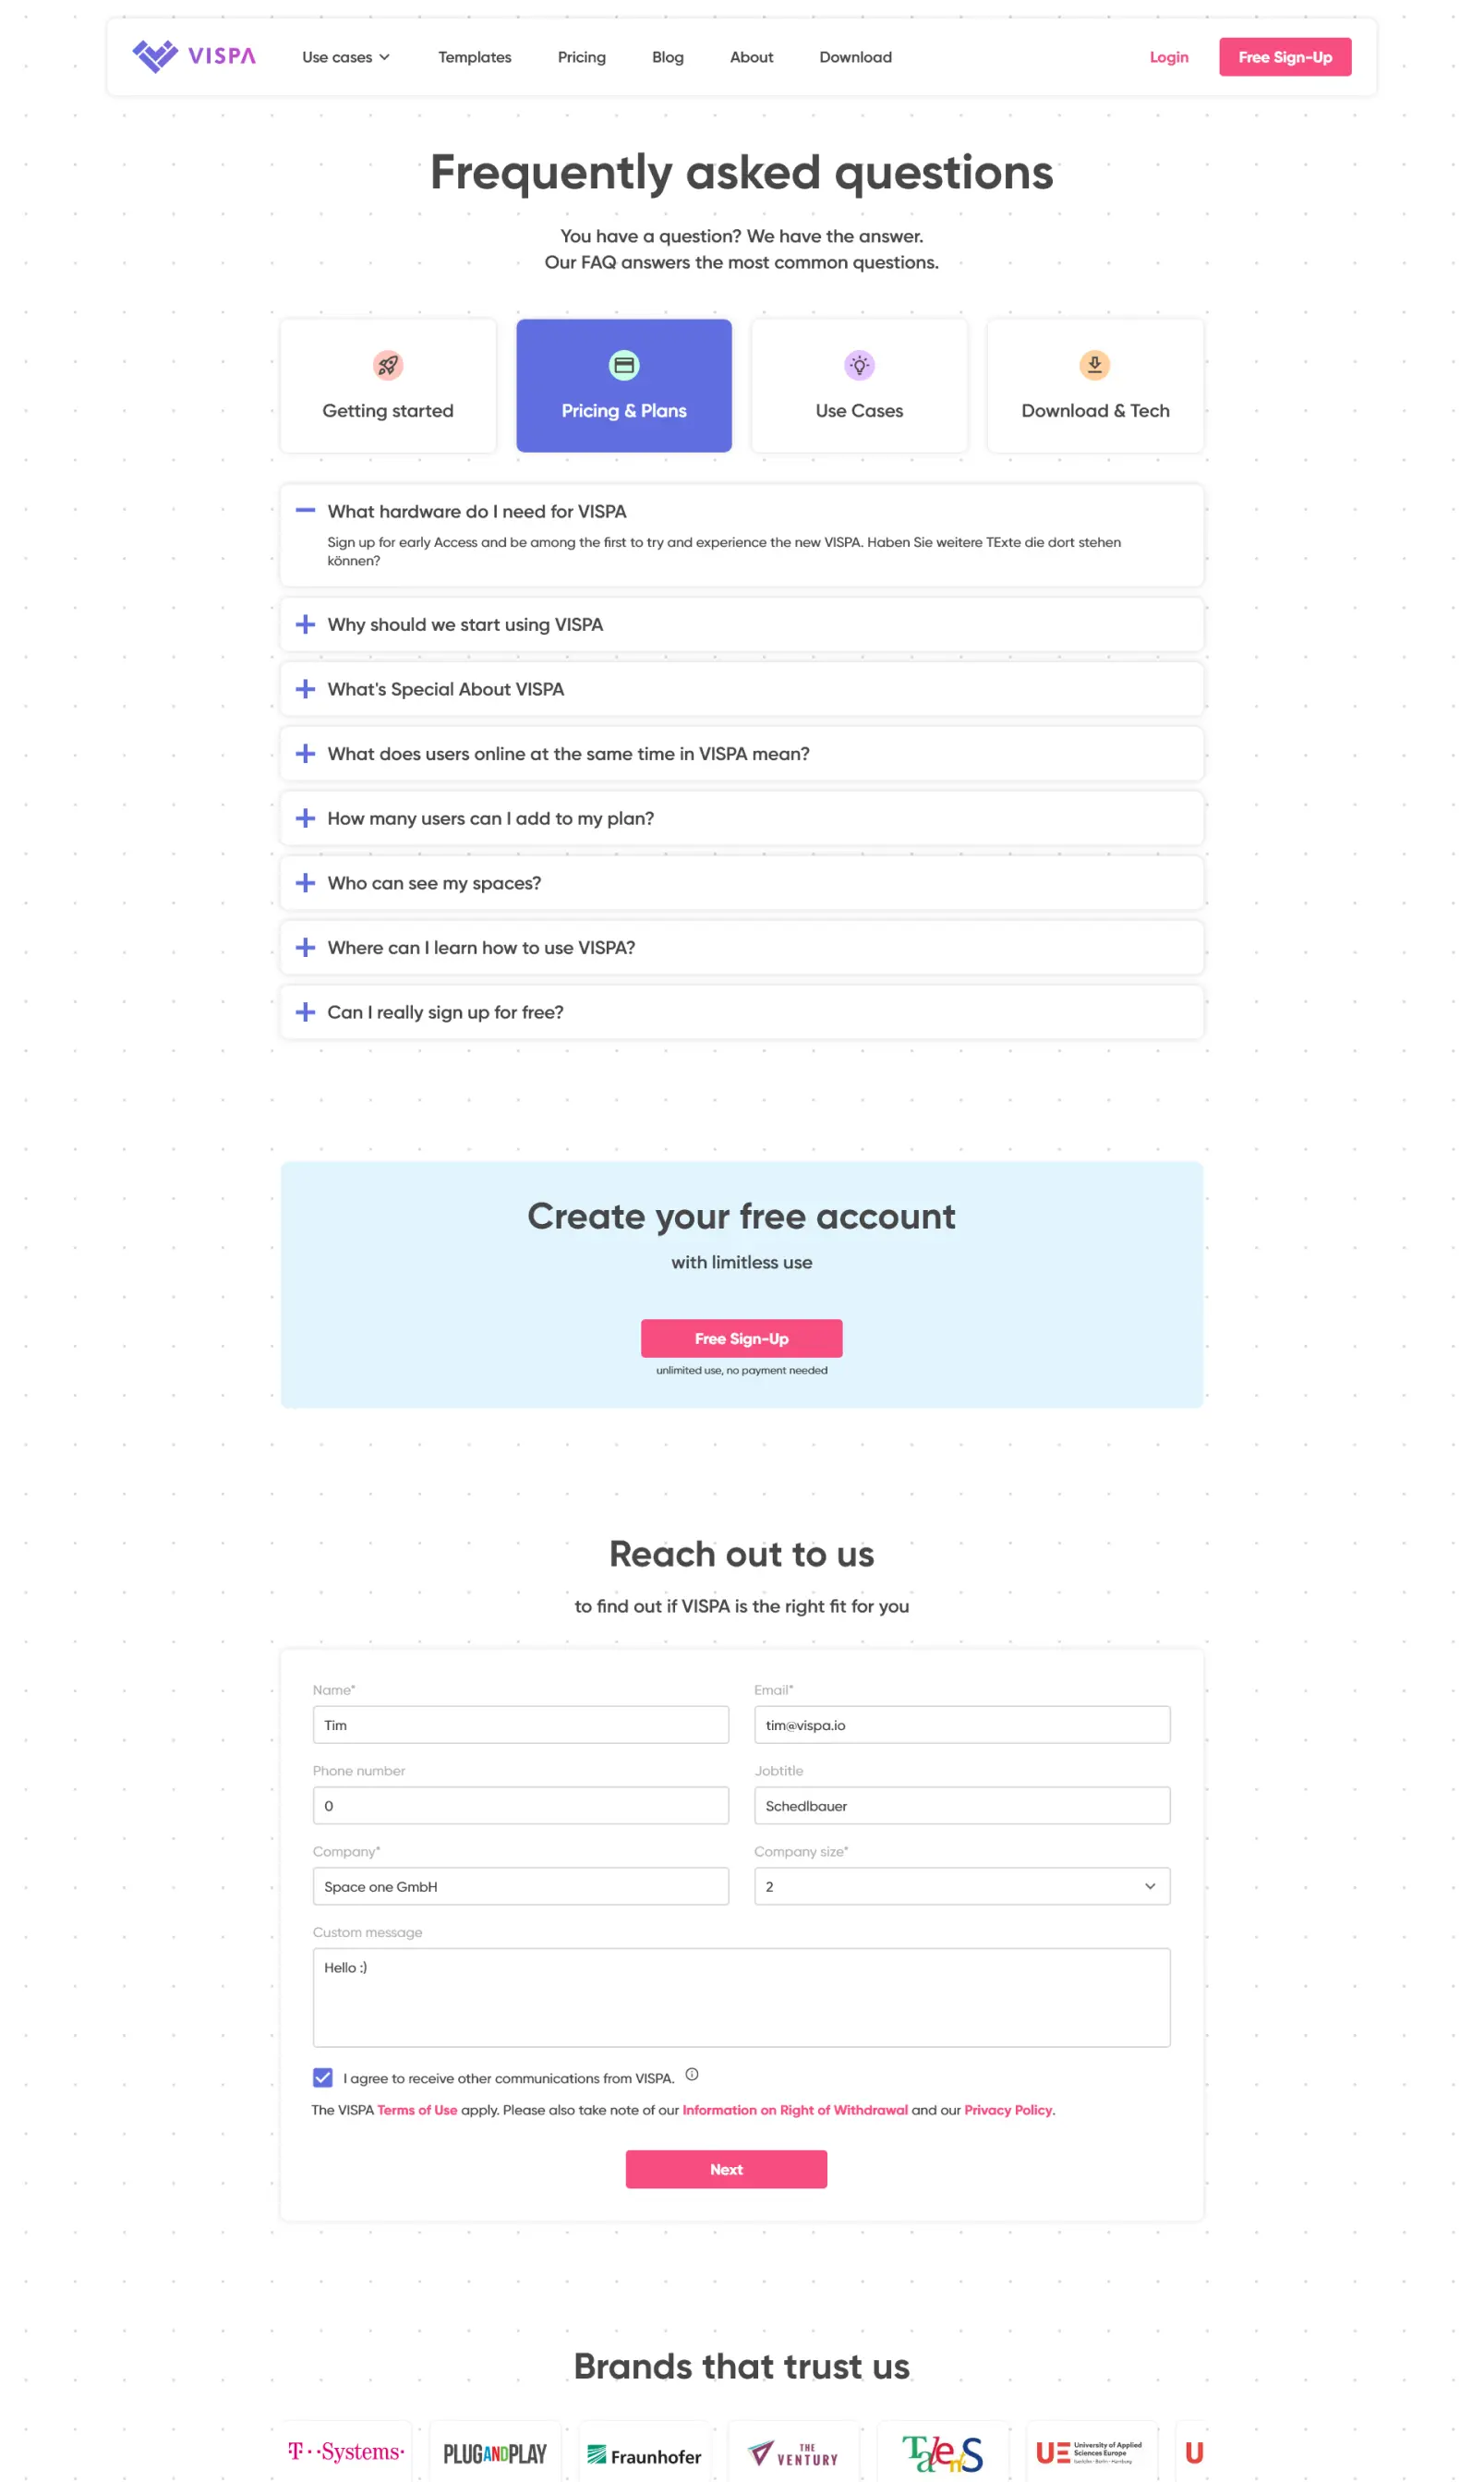 VISPA
Use cases
Templates
Pricing
Blog
About
Download
Login
Free Sign-Up
Frequently asked questions
You have a question? We have the answer.
Our FAQ answers the most common questions.
Getting started
Pricing & Plans
Use Cases
Download & Tech
What hardware do I need for VISPA
Sign up for early Access and be among the first to try and experience the new VISPA. Haben Sie weitere TExte die dort stehen
können?
Why should we start using VISPA
What's Special About VISPA
What does users online at the same time in VISPA mean?
How many users can I add to my plan?
Who can see my spaces?
Where can I learn how to use VISPA?
Can I really sign up for free?
Create your free account
with limitless use
Free Sign-Up
unlimited use, no payment needed
Reach out to us
to find out if VISPA is the right fit for you
Name*
Email*
Tim
tim@vispa.io
Phone number
Jobtitle
0
Schedlbauer
Company*
Company size*
Space one GmbH
2
Custom message
Hello :)
I agree to receive other communications from VISPA.
The VISPA Terms of Use apply. Please also take note of our Information on Right of Withdrawal and our Privacy Policy.
Next
Brands that trust us
T··Systems·
PLUGANDPLAY
Fraunhofer
THE
VENTURY
TalentS
UE
University of Applied
Sciences Europe
U